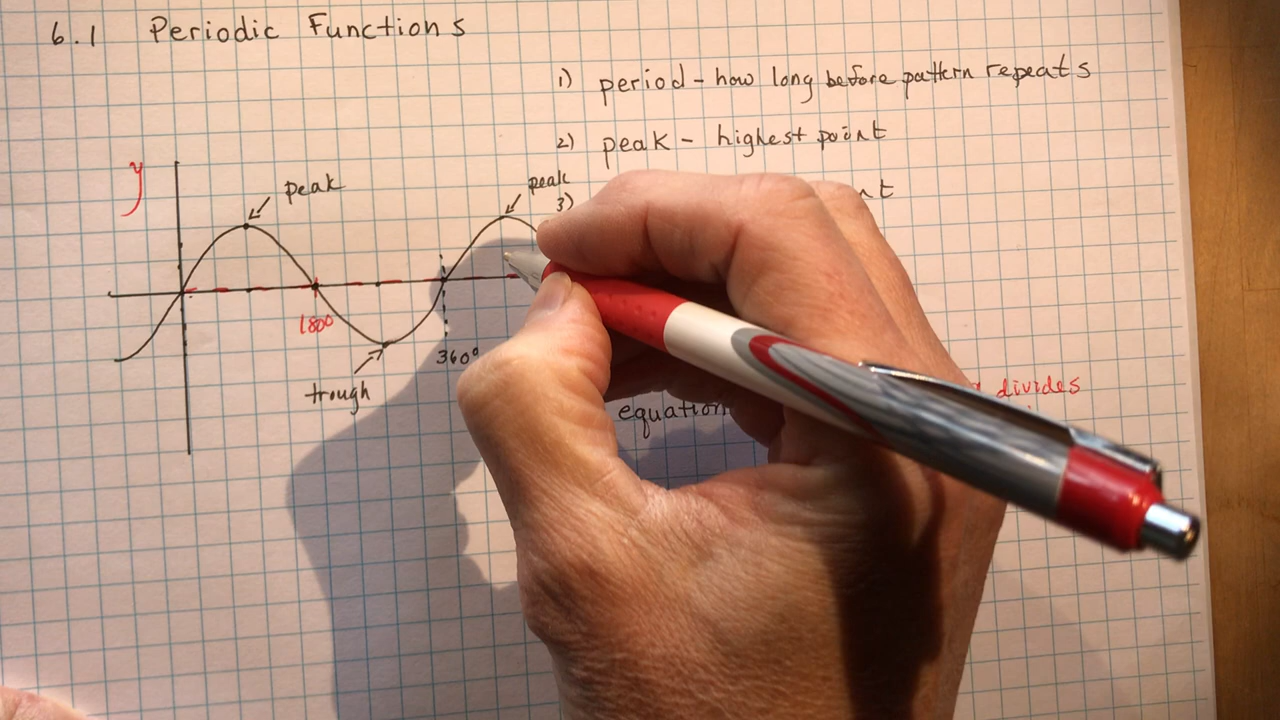 6.1 Periodic Functions
1) period - how long before pattern repeats
2) peak - highest point
3)
y
peak
peak
180°
360°
trough
divides
equation